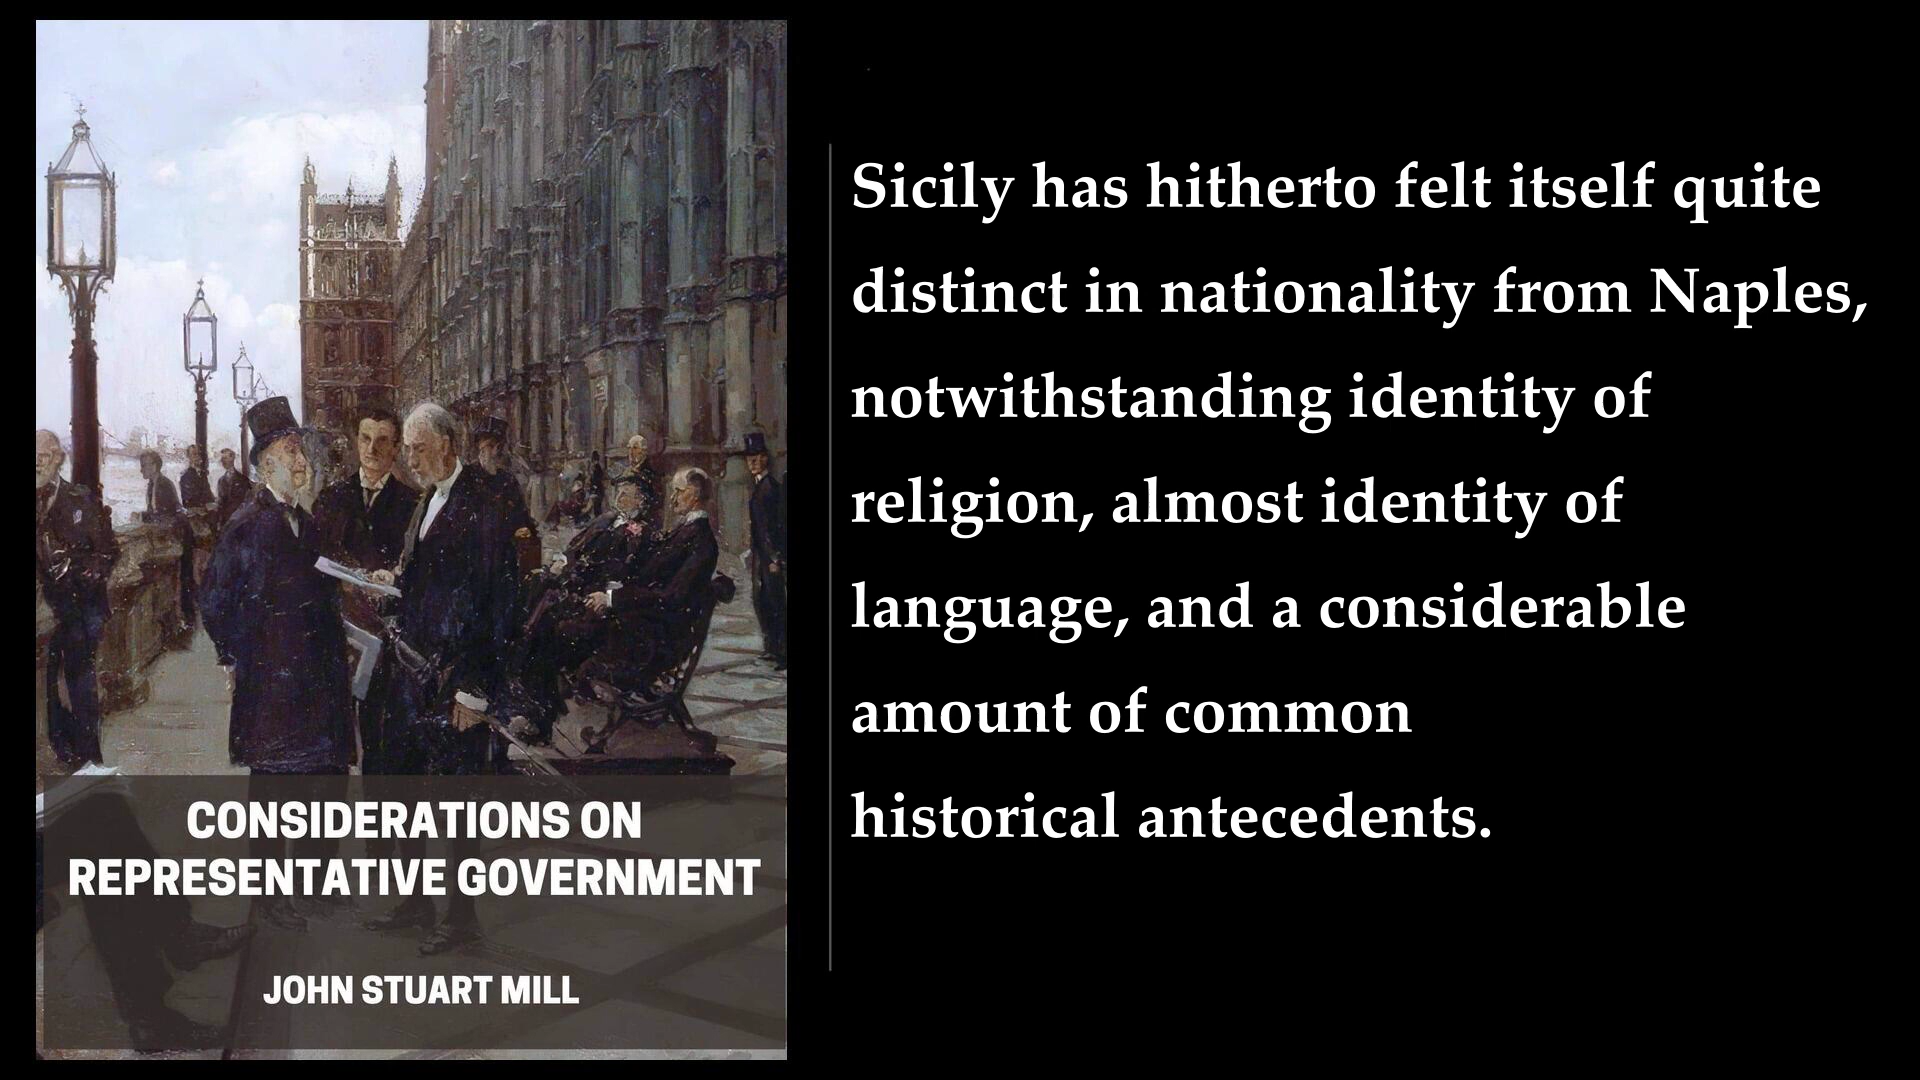 CONSIDERATIONS ON
REPRESENTATIVE GOVERNMENT
JOHN STUART MILL
Sicily has hitherto felt itself quite
distinct in nationality from Naples,
notwithstanding identity of
religion, almost identity of
language, and a considerable
amount of common
historical antecedents.